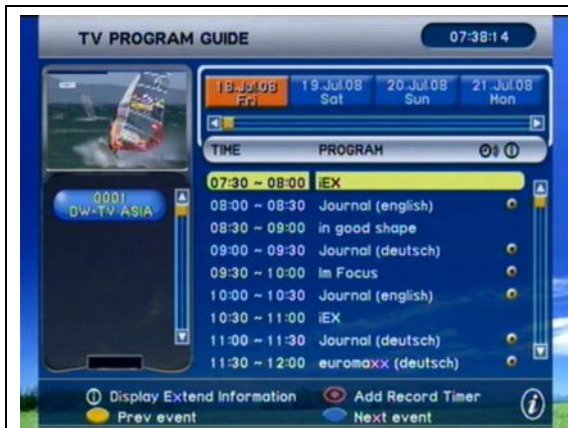 TV PROGRAM GUIDE
07:38:14
18.Jul.08 19.Jul.08 20.Jul.08 21.Jul.08
Fri Sat Sun Mon
TIME PROGRAM
0001
DW-TV ASIA
07:30 ~ 08:00 iEX
08:00 ~ 08:30 Journal (english)
08:30 ~ 09:00 in good shape
09:00 ~ 09:30 Journal (deutsch)
09:30 ~ 10:00 Im Focus
10:00 ~ 10:30 Journal (english)
10:30 ~ 11:00 iEX
11:00 ~ 11:30 Journal (deutsch)
11:30 ~ 12:00 euromaxx (deutsch)
Display Extend Information Add Record Timer
Prev event Next event